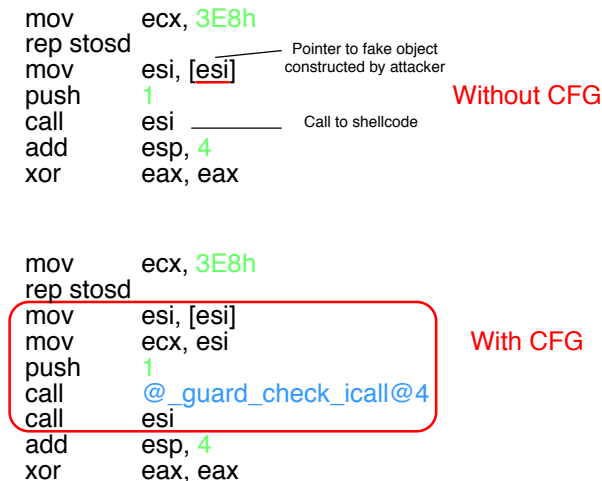 mov ecx, 3E8h
rep stosd
mov esi, [esi]
Pointer to fake object
constructed by attacker
push 1
Without CFG
call esi
Call to shellcode
add esp, 4
xor eax, eax
mov ecx, 3E8h
rep stosd
mov esi, [esi]
mov ecx, esi
With CFG
push 1
call @_guard_check_icall@4
call esi
add esp, 4
xor eax, eax